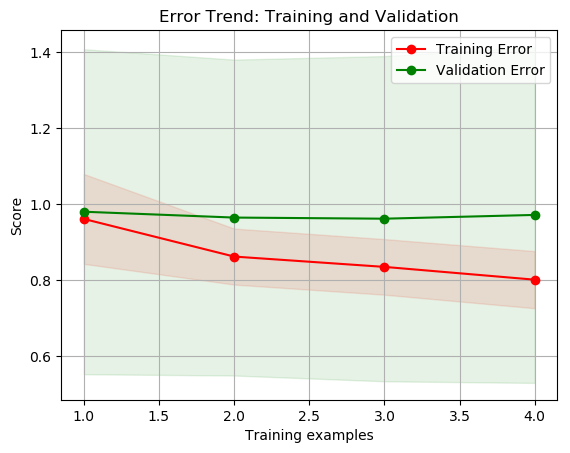 Error Trend: Training and Validation
Training Error
Validation Error
Score
1.4
1.2
1.0
0.8
0.6
1.0 1.5 2.0 2.5 3.0 3.5 4.0
Training examples